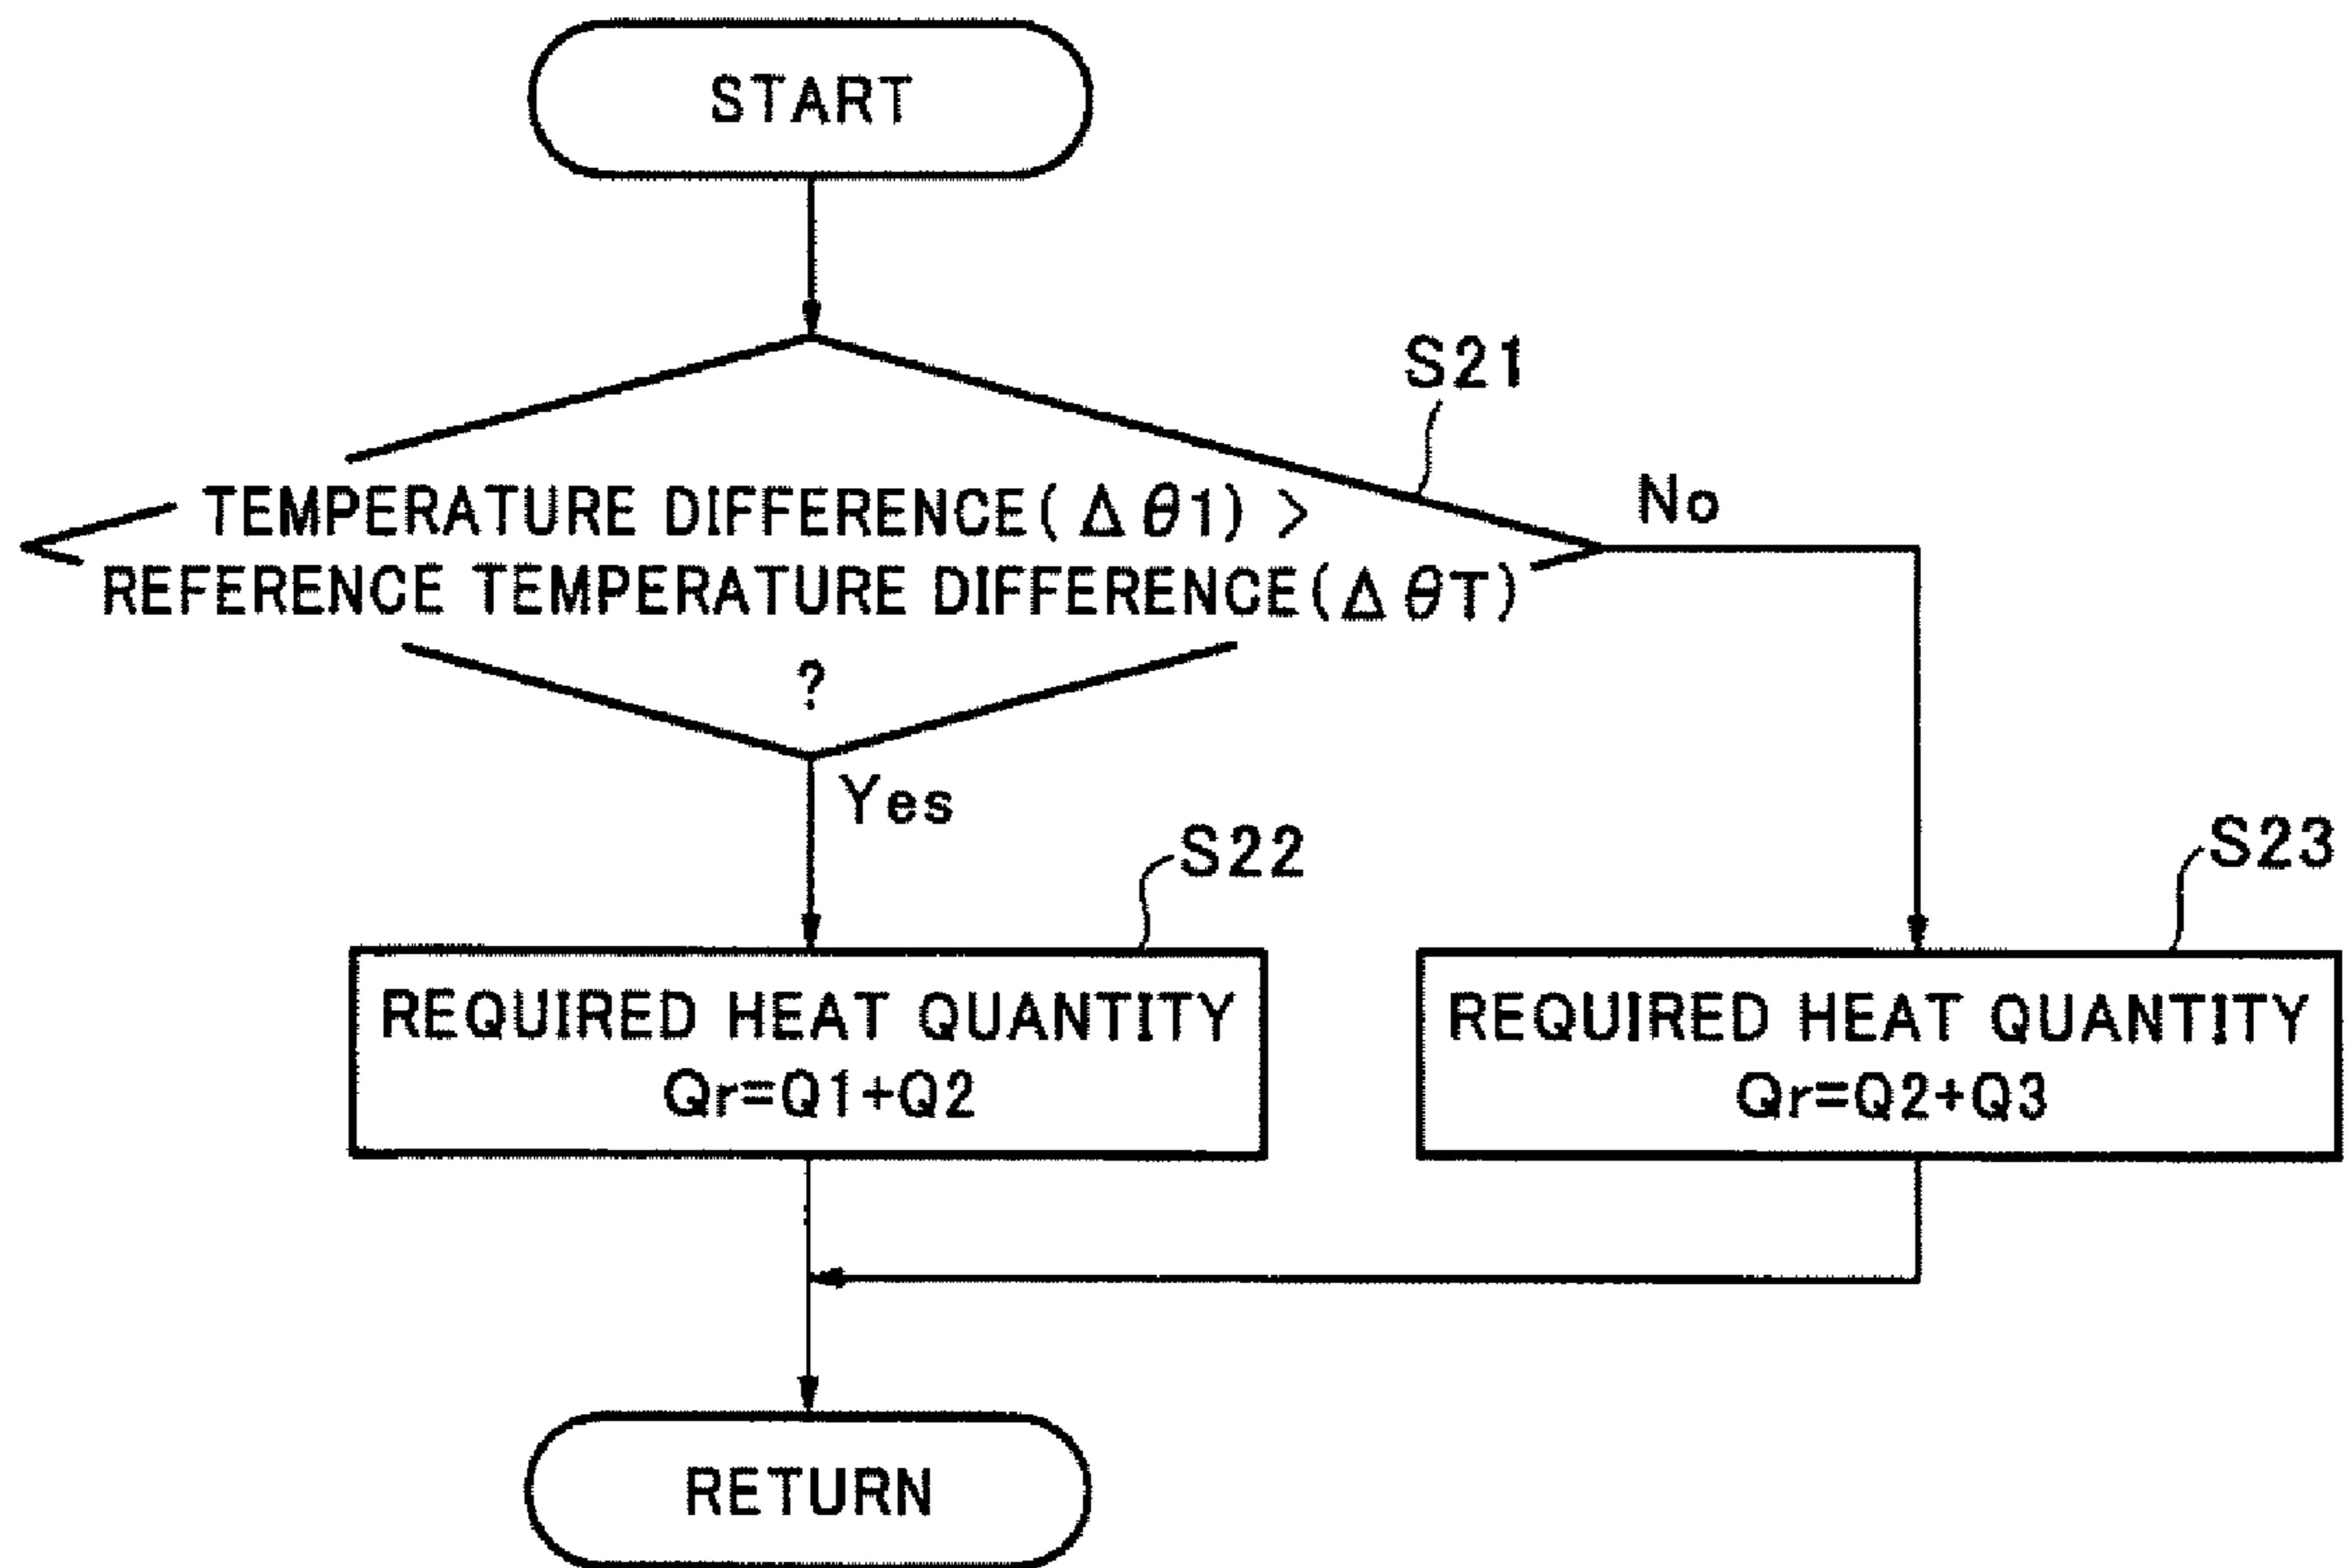 START
S21
TEMPERATURE DIFFERENCE(Δθ1) >
No
REFERENCE TEMPERATURE DIFFERENCE(ΔθT)
?
Yes
S22
S23
REQUIRED HEAT QUANTITY
Qr=Q1+Q2
REQUIRED HEAT QUANTITY
Qr=Q2+Q3
RETURN